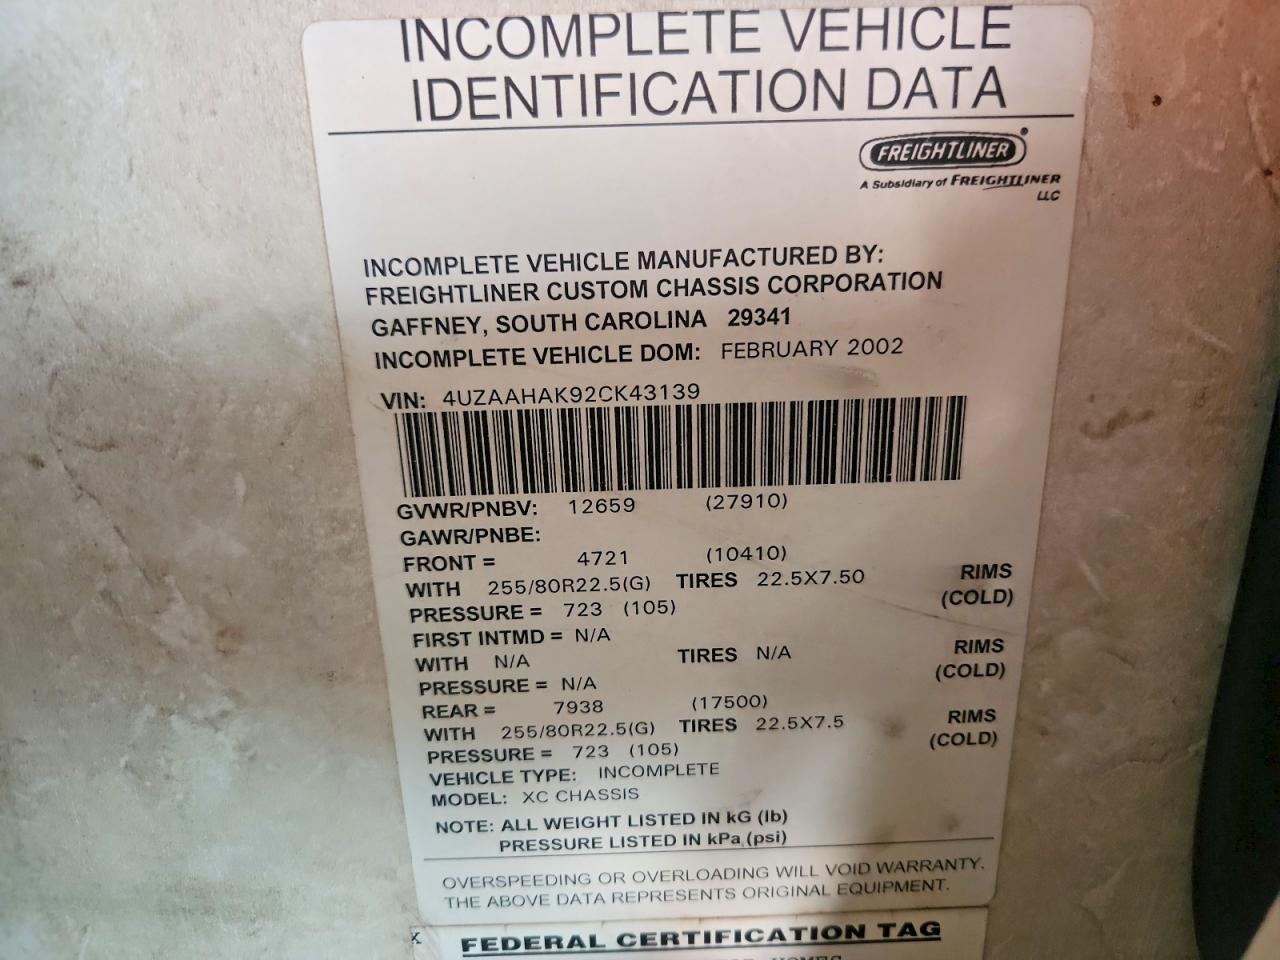 INCOMPLETE VEHICLE
IDENTIFICATION DATA
FREIGHTLINER®
A Subsidiary of FREIGHTLINER
LLC
INCOMPLETE VEHICLE MANUFACTURED BY:
FREIGHTLINER CUSTOM CHASSIS CORPORATION
GAFFNEY, SOUTH CAROLINA 29341
INCOMPLETE VEHICLE DOM: FEBRUARY 2002
VIN: 4UZAAHAK92CK43139
GVWR/PNBV: 12659 (27910)
GAWR/PNBE:
FRONT = 4721 (10410)
WITH 255/80R22.5(G) TIRES 22.5X7.50 RIMS
PRESSURE = 723 (105) (COLD)
FIRST INTMD = N/A
WITH N/A TIRES N/A RIMS
PRESSURE = N/A (COLD)
REAR = 7938 (17500)
WITH 255/80R22.5(G) TIRES 22.5X7.5 RIMS
PRESSURE = 723 (105) (COLD)
VEHICLE TYPE: INCOMPLETE
MODEL: XC CHASSIS
NOTE: ALL WEIGHT LISTED IN kG (lb)
PRESSURE LISTED IN kPa (psi)
OVERSPEEDING OR OVERLOADING WILL VOID WARRANTY.
THE ABOVE DATA REPRESENTS ORIGINAL EQUIPMENT.
FEDERAL CERTIFICATION TAG